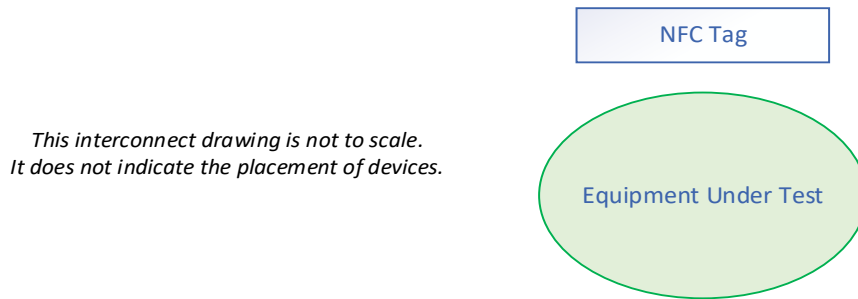 NFC Tag
This interconnect drawing is not to scale.
It does not indicate the placement of devices.
Equipment Under Test